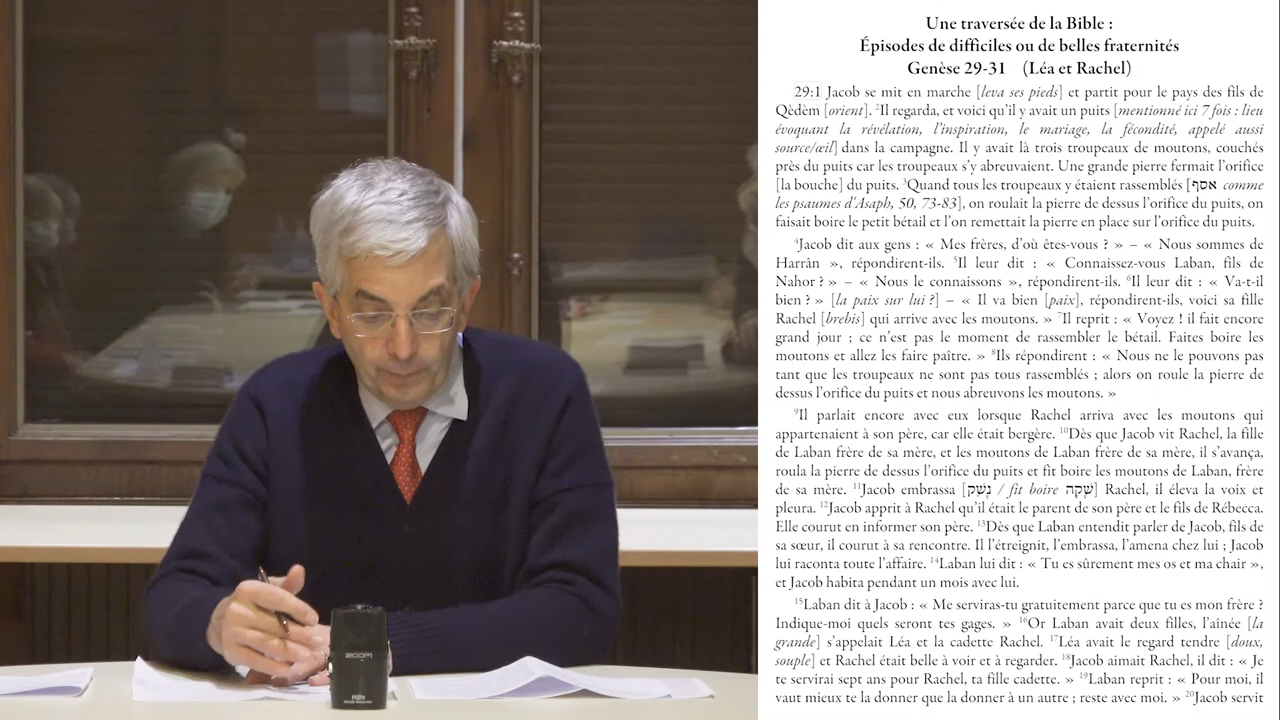 Une traversée de la Bible :
Épisodes de difficiles ou de belles fraternités
Genèse 29-31 (Léa et Rachel)
29:1 Jacob se mit en marche [leva ses pieds] et partit pour le pays des fils de
Qèdèm [orient]. 2Il regarda, et voici qu’il y avait un puits [mentionné ici 7 fois : lieu
évoquant la révélation, l’inspiration, le mariage, la fécondité, appelé aussi
source/œil] dans la campagne. Il y avait là trois troupeaux de moutons, couchés
près du puits car les troupeaux s’y abreuvaient. Une grande pierre fermait l’orifice
[la bouche] du puits. 3Quand tous les troupeaux y étaient rassemblés [אסף comme
les psaumes d’Asaph, 50, 73-83], on roulait la pierre de dessus l’orifice du puits, on
faisait boire le petit bétail et l’on remettait la pierre en place sur l’orifice du puits.
4Jacob dit aux gens : « Mes frères, d’où êtes-vous ? » – « Nous sommes de
Harrân », répondirent-ils. 5Il leur dit : « Connaissez-vous Laban, fils de
Nahor ? » – « Nous le connaissons », répondirent-ils. 6Il leur dit : « Va-t-il
bien ? » [la paix sur lui ?] – « Il va bien [paix], répondirent-ils, voici sa fille
Rachel [brebis] qui arrive avec les moutons. » 7Il reprit : « Voyez ! il fait encore
grand jour ; ce n’est pas le moment de rassembler le bétail. Faites boire les
moutons et allez les faire paître. » 8Ils répondirent : « Nous ne le pouvons pas
tant que les troupeaux ne sont pas tous rassemblés ; alors on roule la pierre de
dessus l’orifice du puits et nous abreuvons les moutons. »
9Il parlait encore avec eux lorsque Rachel arriva avec les moutons qui
appartenaient à son père, car elle était bergère. 10Dès que Jacob vit Rachel, la fille
de Laban frère de sa mère, et les moutons de Laban frère de sa mère, il s’avança,
roula la pierre de dessus l’orifice du puits et fit boire les moutons de Laban, frère
de sa mère. 11Jacob embrassa [נָשַׁק / fit boire שָׁקָה] Rachel, il éleva la voix et
pleura. 12Jacob apprit à Rachel qu’il était le parent de son père et le fils de Rébecca.
Elle courut en informer son père. 13Dès que Laban entendit parler de Jacob, fils de
sa sœur, il courut à sa rencontre. Il l’étreignit, l’embrassa, l’amena chez lui ; Jacob
lui raconta toute l’affaire. 14Laban lui dit : « Tu es sûrement mes os et ma chair »,
et Jacob habita pendant un mois avec lui.
15Laban dit à Jacob : « Me serviras-tu gratuitement parce que tu es mon frère ?
Indique-moi quels seront tes gages. » 16Or Laban avait deux filles, l’aînée [la
grande] s’appelait Léa et la cadette Rachel. 17Léa avait le regard tendre [doux,
souple] et Rachel était belle à voir et à regarder. 18Jacob aimait Rachel, il dit : « Je
te servirai sept ans pour Rachel, ta fille cadette. » 19Laban reprit : « Pour moi, il
vaut mieux te la donner que la donner à un autre ; reste avec moi. » 20Jacob servit
zoom
H2n
Handy Recorder